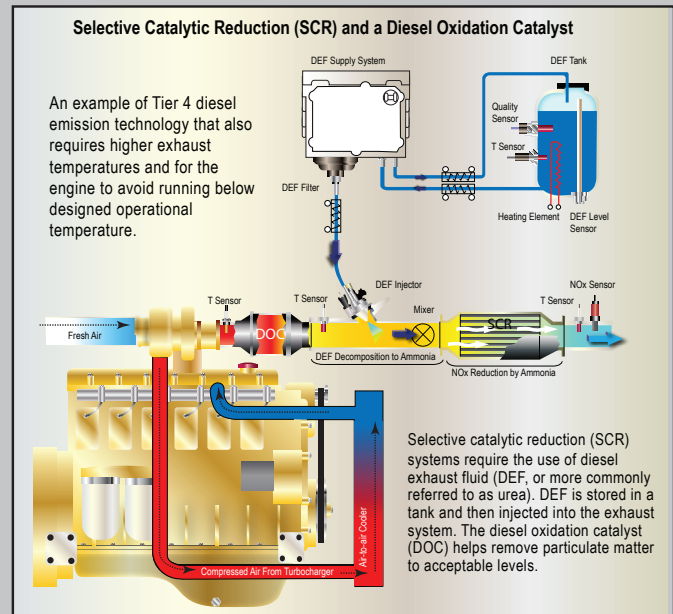 Selective Catalytic Reduction (SCR) and a Diesel Oxidation Catalyst
DEF Supply System
DEF Tank
An example of Tier 4 diesel
emission technology that also
requires higher exhaust
temperatures and for the
engine to avoid running below
designed operational
temperature.
Quality
Sensor
T Sensor
DEF Filter
Heating Element
DEF Level
Sensor
DEF Injector
T Sensor
T Sensor
Mixer
T Sensor
NOx Sensor
Fresh Air
DOC
SCR
DEF Decomposition to Ammonia
NOx Reduction by Ammonia
Air-to-air Cooler
Compressed Air From Turbocharger
Selective catalytic reduction (SCR)
systems require the use of diesel
exhaust fluid (DEF, or more commonly
referred to as urea). DEF is stored in a
tank and then injected into the exhaust
system. The diesel oxidation catalyst
(DOC) helps remove particulate matter
to acceptable levels.